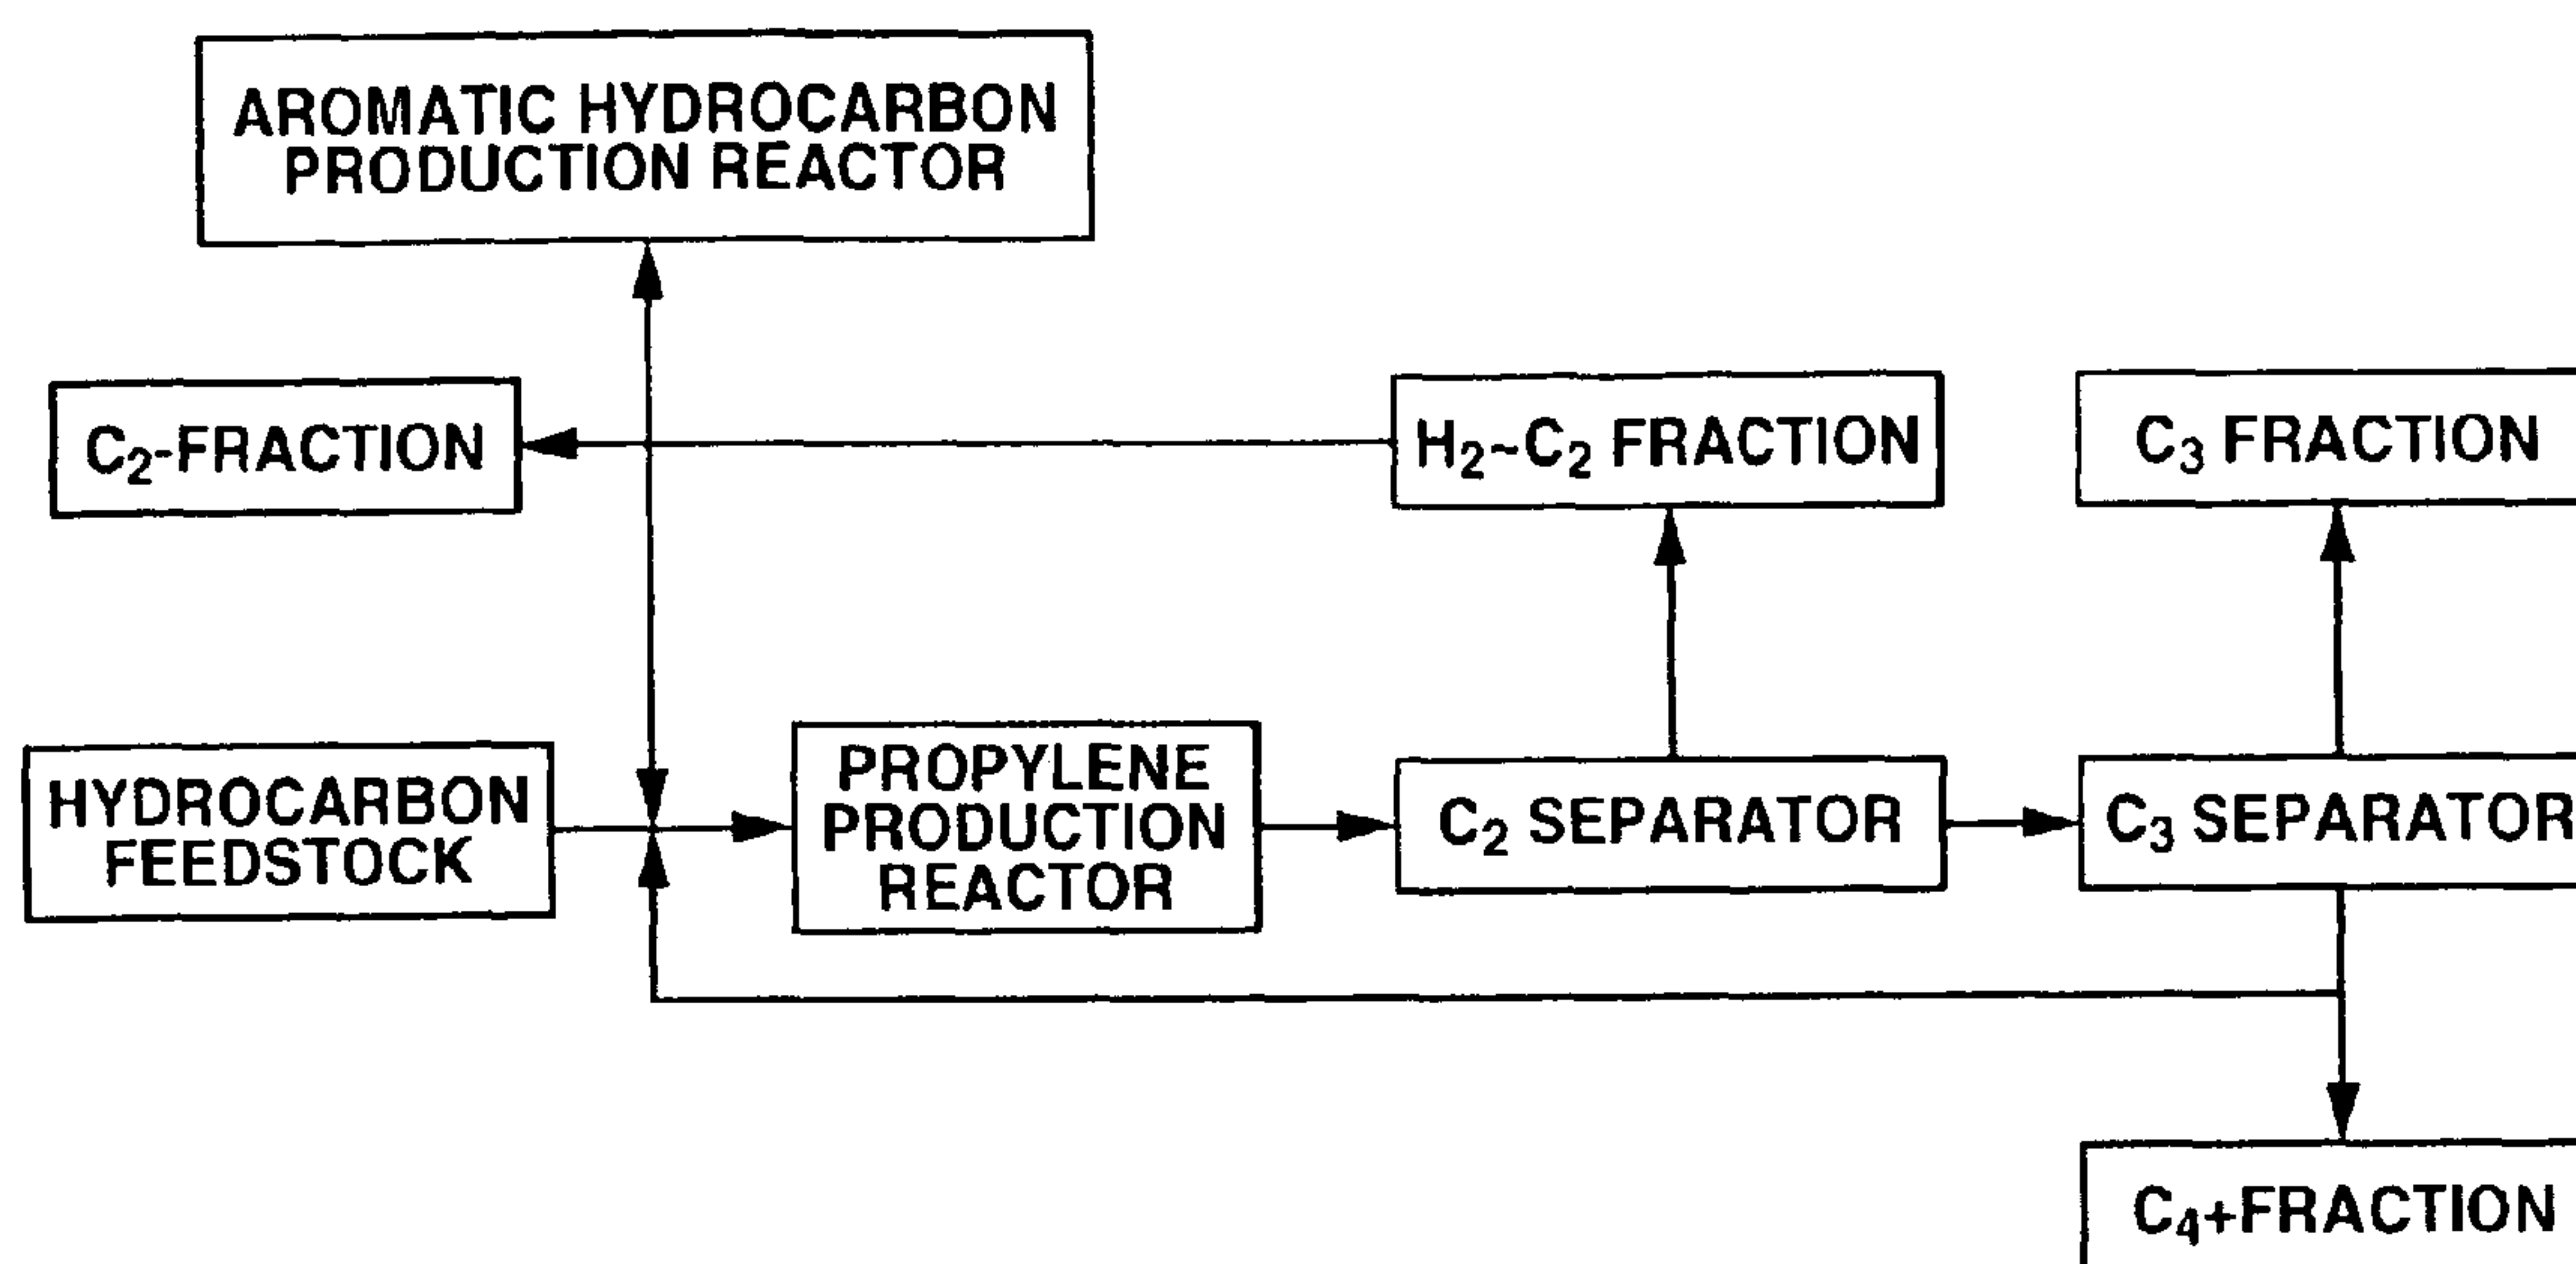 AROMATIC HYDROCARBON
PRODUCTION REACTOR
C₂-FRACTION
H₂~C₂ FRACTION
C₃ FRACTION
HYDROCARBON
FEEDSTOCK
PROPYLENE
PRODUCTION
REACTOR
C₂ SEPARATOR
C₃ SEPARATOR
C₄+FRACTION